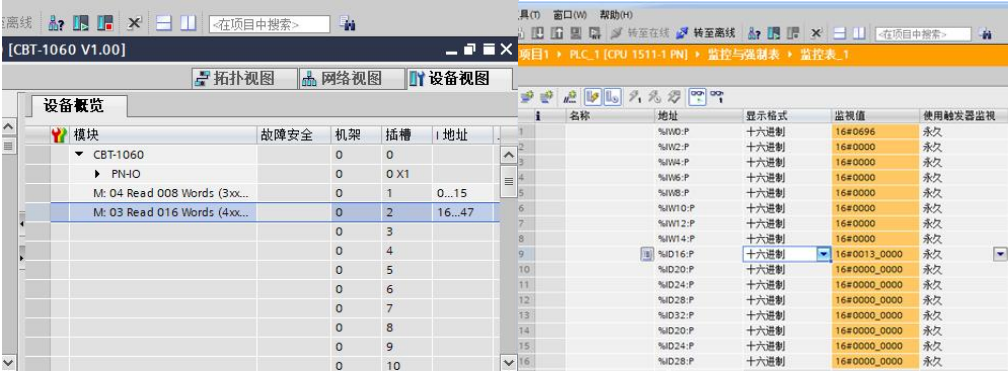 离线 <在项目中搜索>
[CBT-1060 V1.00]
拓扑视图 网络视图 设备视图
设备概览
模块 故障安全 机架 插槽 I 地址
CBT-1060 0 0
PN-IO 0 0 X1
M: 04 Read 008 Words (3xx... 0 1 0...15
M: 03 Read 016 Words (4xx... 0 2 16...47
0 3
0 4
0 5
0 6
0 7
0 8
0 9
0 10
具(T) 窗口(W) 帮助(H)
转至在线 转至离线 <在项目中搜索>
项目1 PLC_1 [CPU 1511-1 PN] 监控与强制表 监控表_1
i 名称 地址 显示格式 监视值 使用触发器监视
1 %IW0:P 十六进制 16#0696 永久
2 %IW2:P 十六进制 16#0000 永久
3 %IW4:P 十六进制 16#0000 永久
4 %IW6:P 十六进制 16#0000 永久
5 %IW8:P 十六进制 16#0000 永久
6 %IW10:P 十六进制 16#0000 永久
7 %IW12:P 十六进制 16#0000 永久
8 %IW14:P 十六进制 16#0000 永久
9 %ID16:P 十六进制 16#0013_0000 永久
10 %ID20:P 十六进制 16#0000_0000 永久
11 %ID24:P 十六进制 16#0000_0000 永久
12 %ID28:P 十六进制 16#0000_0000 永久
13 %ID32:P 十六进制 16#0000_0000 永久
14 %ID20:P 十六进制 16#0000_0000 永久
15 %ID24:P 十六进制 16#0000_0000 永久
16 %ID28:P 十六进制 16#0000_0000 永久